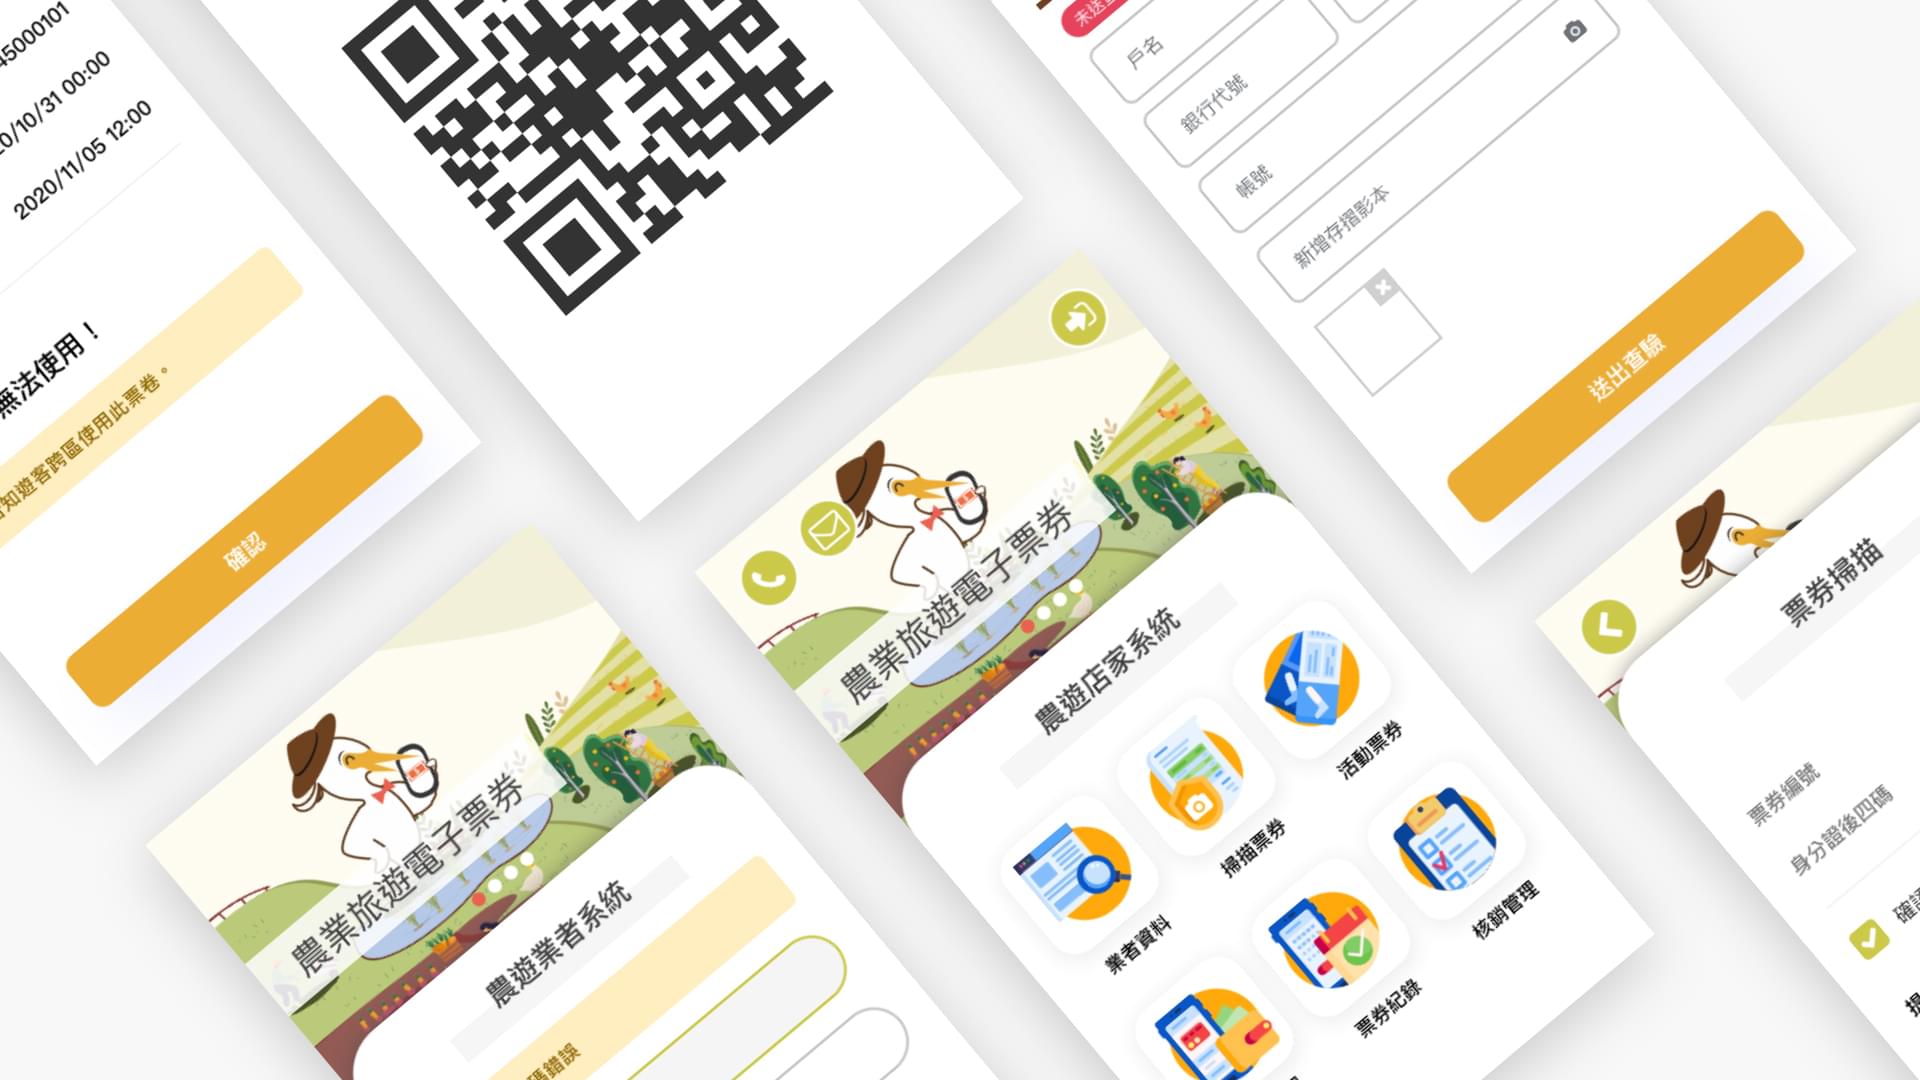 45000101
/10/31 00:00
2020/11/05 12:00
無法使用！
知遊客跨區使用此票卷。
確認
戶名
銀行代號
帳號
新增存摺影本
送出查驗
農業旅遊電子票券
農遊業者系統
碼錯誤
農業旅遊電子票券
農遊店家系統
業者資料
掃描票券
活動票券
票券紀錄
核銷管理
票券掃描
票券編號
身分證後四碼